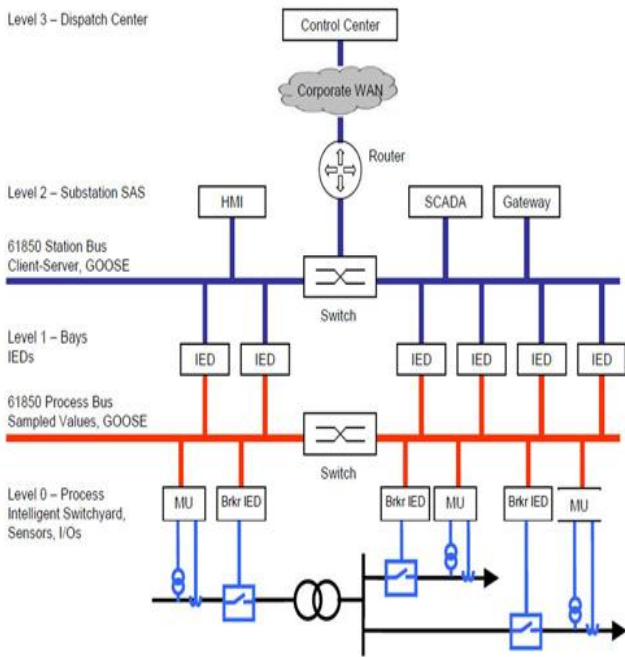 Level 3 – Dispatch Center
Control Center
Corporate WAN
Router
Level 2 – Substation SAS
HMI
SCADA
Gateway
61850 Station Bus
Client-Server, GOOSE
Switch
Level 1 – Bays
IEDs
IED
IED
IED
IED
IED
IED
61850 Process Bus
Sampled Values, GOOSE
Switch
Level 0 – Process
Intelligent Switchyard,
Sensors, I/Os
MU
Brkr IED
Brkr IED
MU
Brkr IED
MU